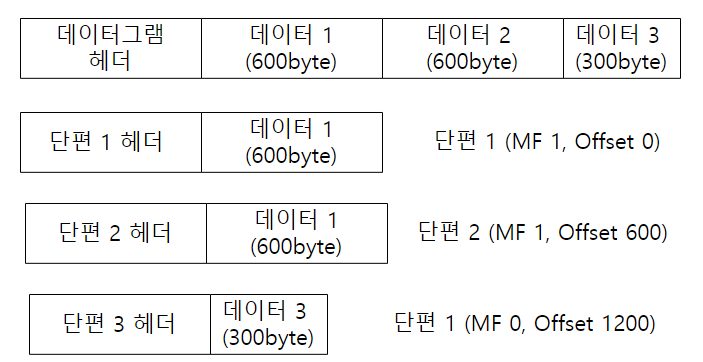 데이터그램
헤더
데이터 1
(600byte)
데이터 2
(600byte)
데이터 3
(300byte)
단편 1 헤더
데이터 1
(600byte)
단편 1 (MF 1, Offset 0)
단편 2 헤더
데이터 1
(600byte)
단편 2 (MF 1, Offset 600)
단편 3 헤더
데이터 3
(300byte)
단편 1 (MF 0, Offset 1200)